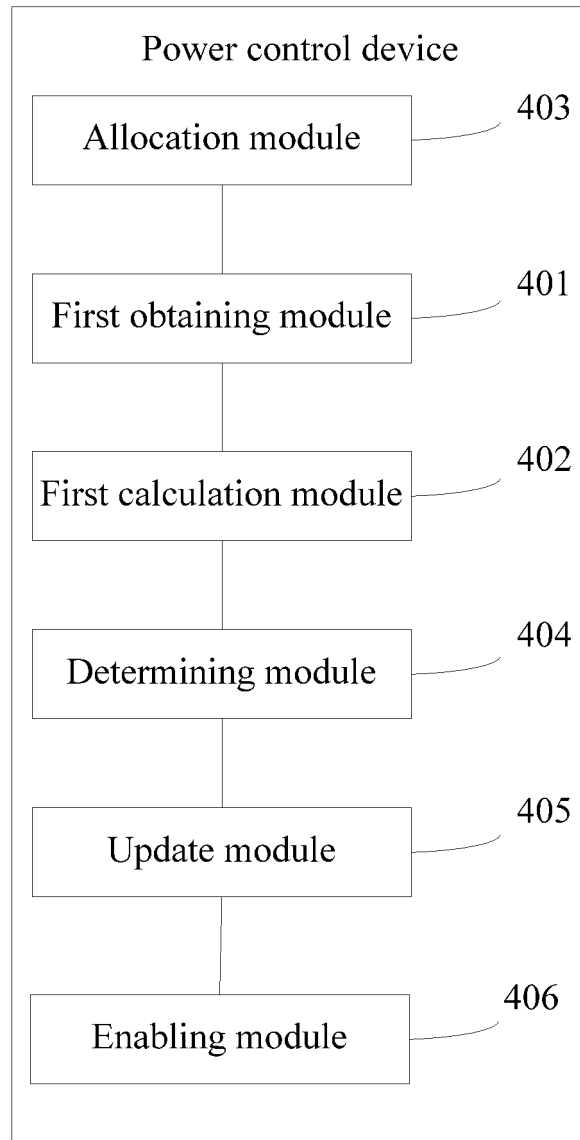 Power control device
403
Allocation module
401
First obtaining module
402
First calculation module
404
Determining module
405
Update module
406
Enabling module